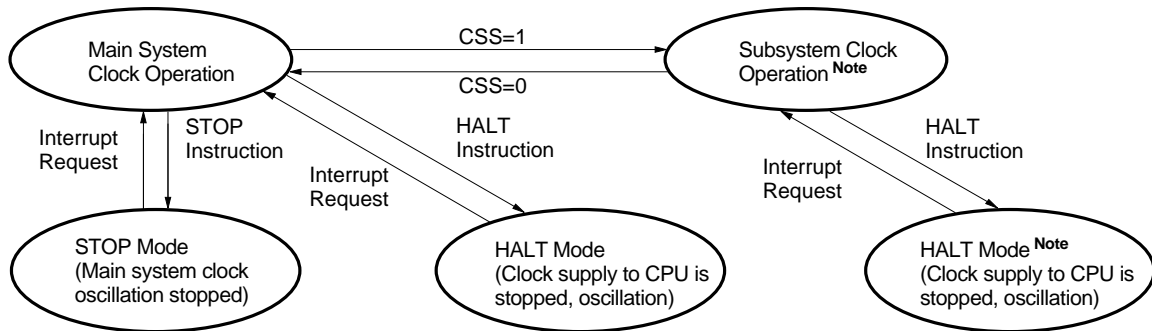 Main System
Clock Operation
CSS=1
CSS=0
Subsystem Clock
Operation Note
Interrupt
Request
STOP
Instruction
HALT
Instruction
Interrupt
Request
HALT
Instruction
Interrupt
Request
STOP Mode
(Main system clock
oscillation stopped)
HALT Mode
(Clock supply to CPU is
stopped, oscillation)
HALT Mode Note
(Clock supply to CPU is
stopped, oscillation)